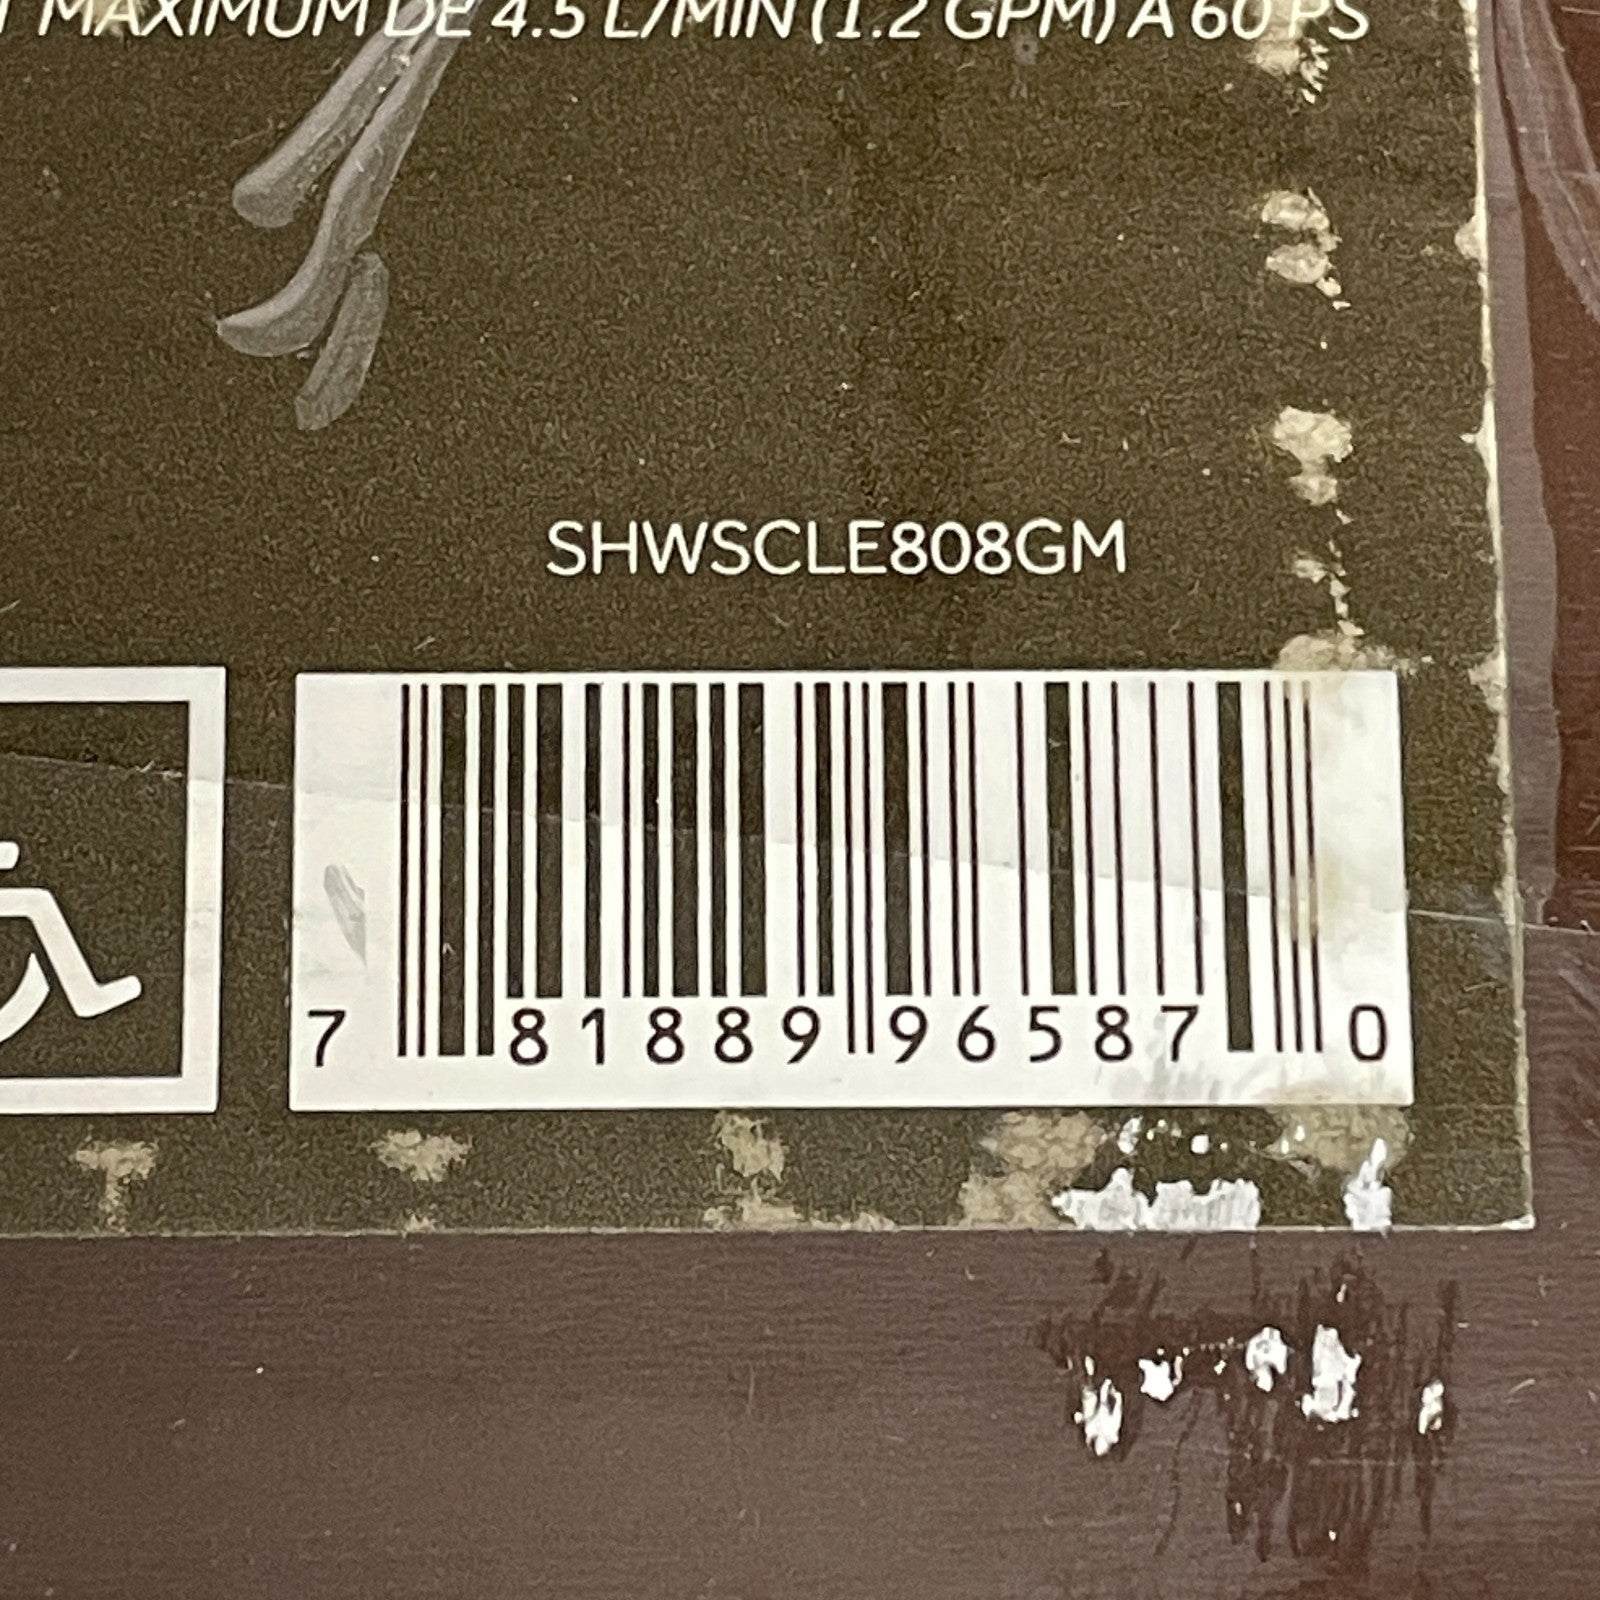 T MAXIMUM DE 4.5 L/MIN (1.2 GPM) À 60 PS
SHWSCLE808GM
7 81889 96587 0